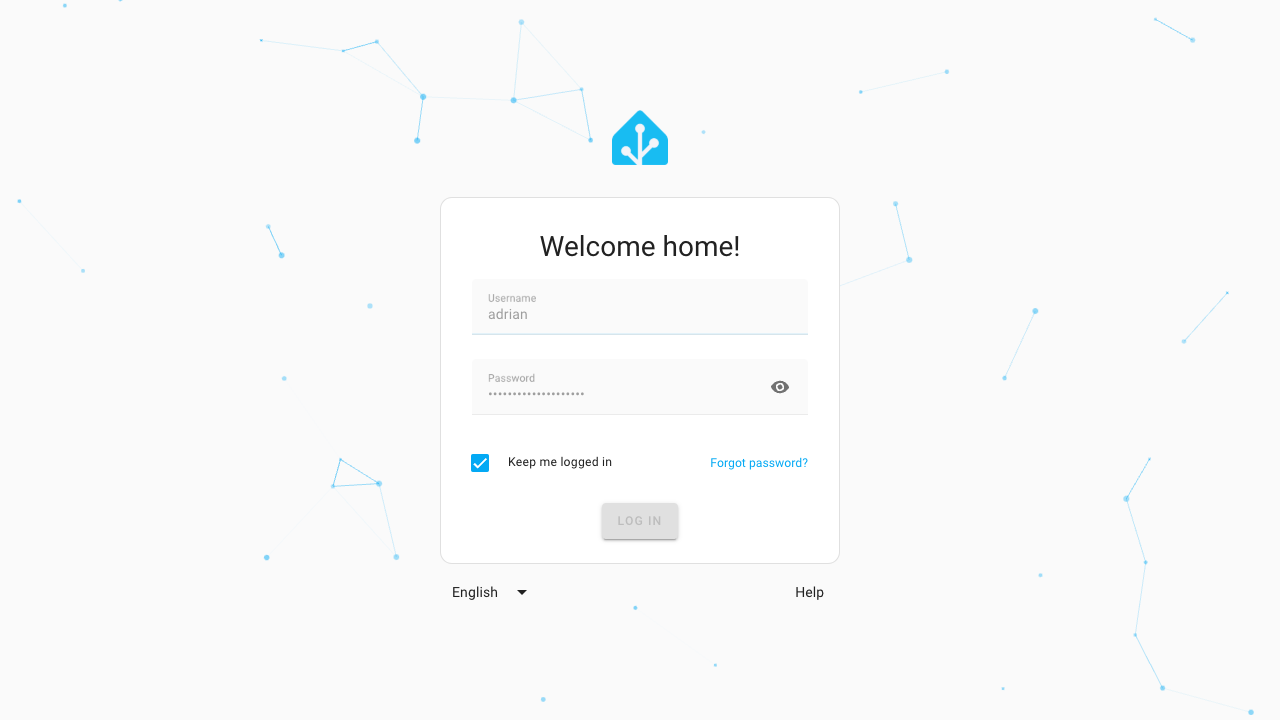 Welcome home!
Username
adrian
Password
••••••••••••••••••••
Keep me logged in
Forgot password?
LOG IN
English
Help